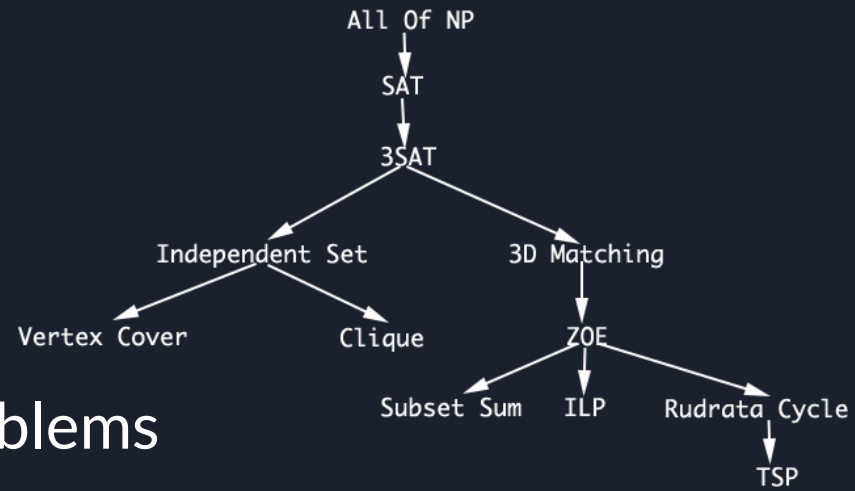 All Of NP
SAT
3SAT
Independent Set 3D Matching
Vertex Cover Clique ZOE
Subset Sum ILP Rudrata Cycle
blems
TSP